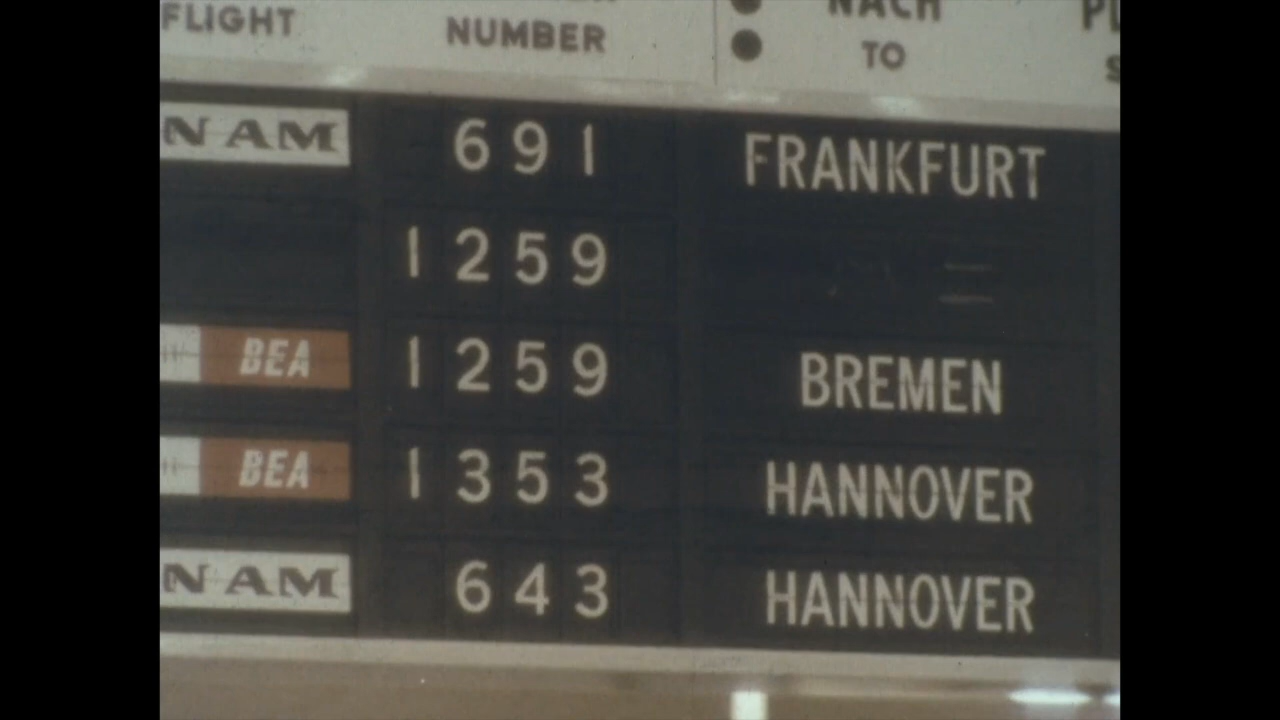 FLIGHT NUMBER NACH
TO
N AM 691 FRANKFURT
1259
BEA 1259 BREMEN
BEA 1353 HANNOVER
N AM 643 HANNOVER